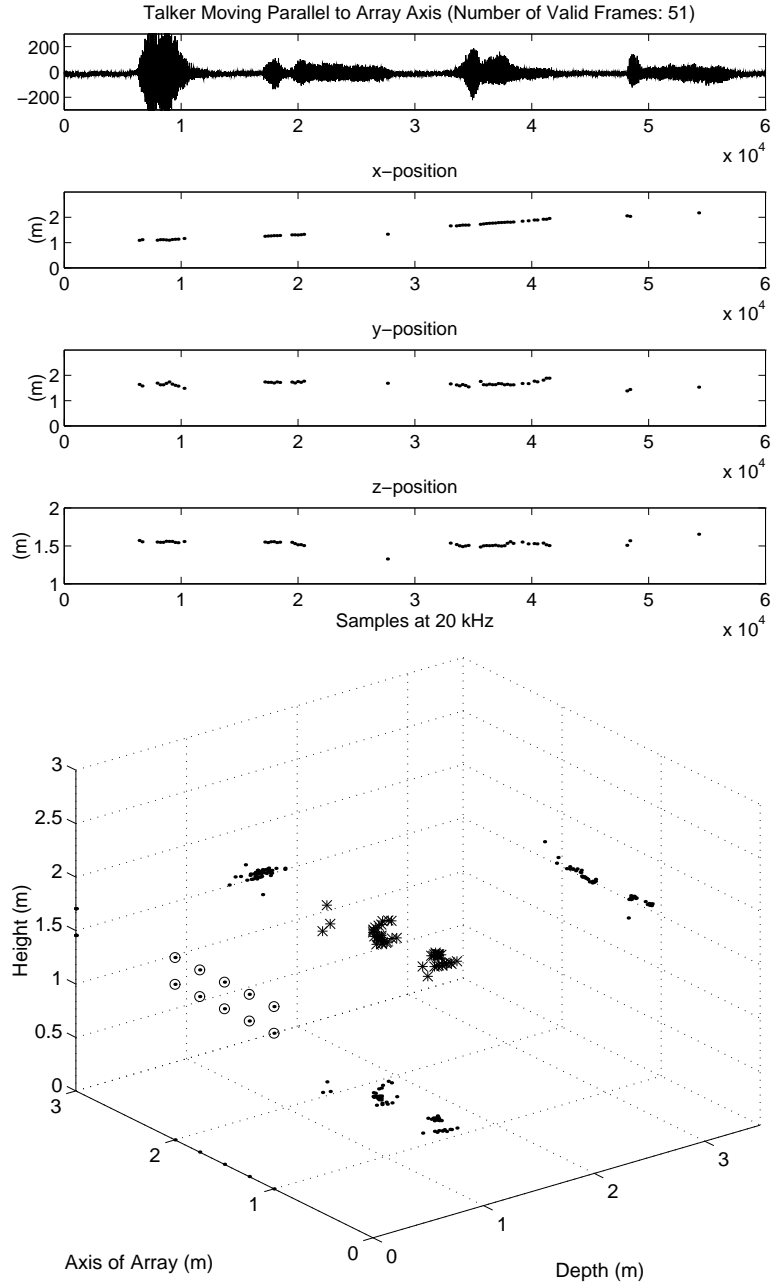 Talker Moving Parallel to Array Axis (Number of Valid Frames: 51)
200
0
−200
0 1 2 3 4 5 6
x 10^4
x−position
(m)
2
1
0
0 1 2 3 4 5 6
x 10^4
y−position
(m)
2
1
0
0 1 2 3 4 5 6
x 10^4
z−position
(m)
2
1.5
1
0 1 2 3 4 5 6
Samples at 20 kHz
x 10^4
3
2.5
2
1.5
1
0.5
0
Height (m)
3
2
1
0
Axis of Array (m)
0
1
2
3
Depth (m)